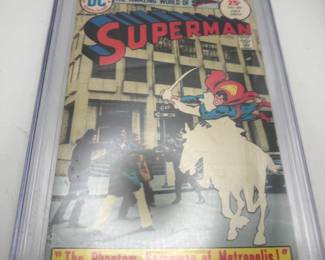 DC
THE AMAZING WORLD OF
25¢
SUPERMAN
"The Phantom Horseman of Metropolis!"